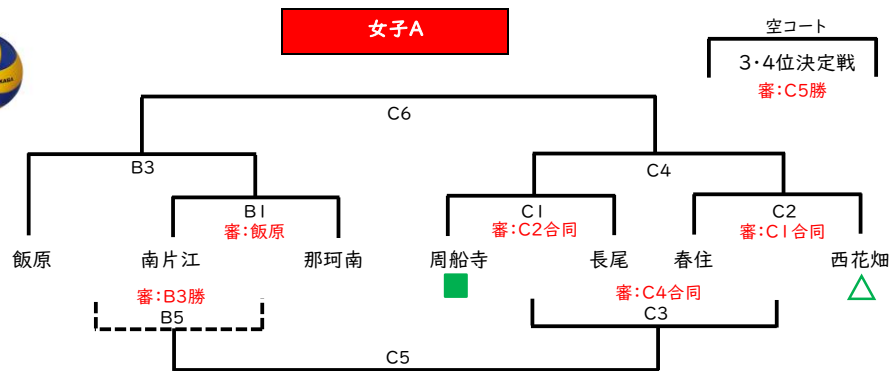 女子A
空コート
3・4位決定戦
審：C5勝
C6
B3
C4
B1
審：飯原
C1
審：C2合同
C2
審：C1合同
飯原
南片江
那珂南
周船寺
長尾
春住
西花畑
審：B3勝
B5
審：C4合同
C3
C5